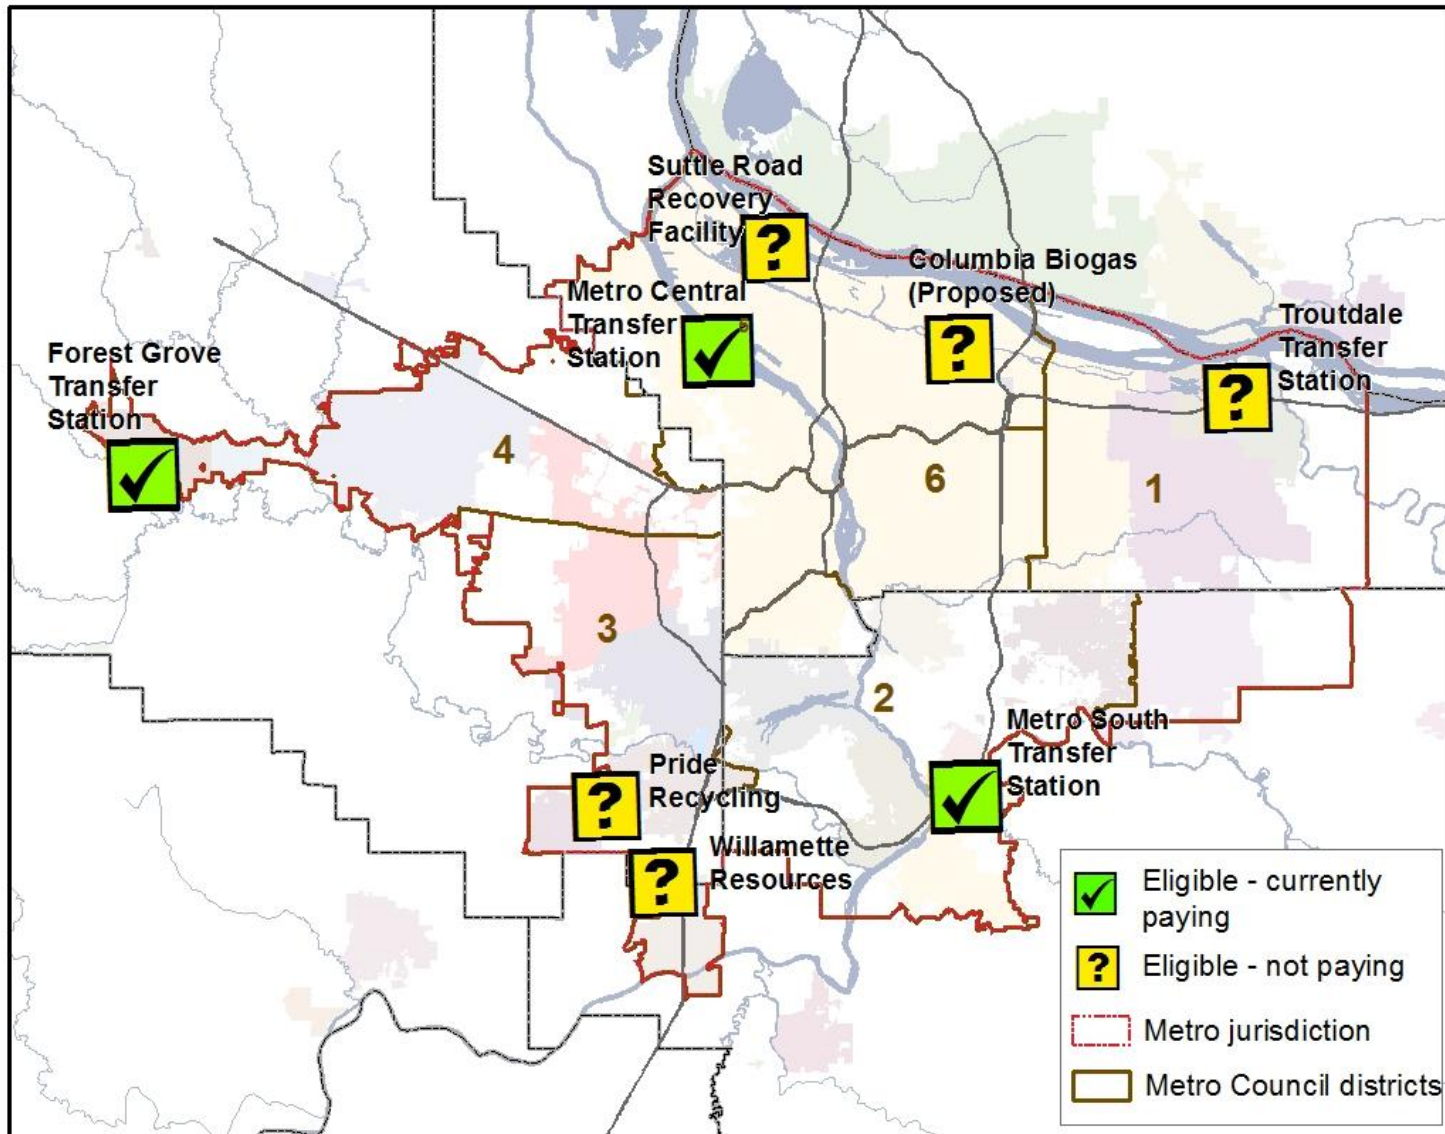 Suttle Road
Recovery
Facility
?
Columbia Biogas
(Proposed)
?
Metro Central
Transfer
Station
5
Troutdale
Transfer
Station
?
Forest Grove
Transfer
Station
4
6
1
3
2
Metro South
Transfer
Station
Pride
Recycling
?
Willamette
Resources
?
Eligible - currently
paying
? Eligible - not paying
Metro jurisdiction
Metro Council districts